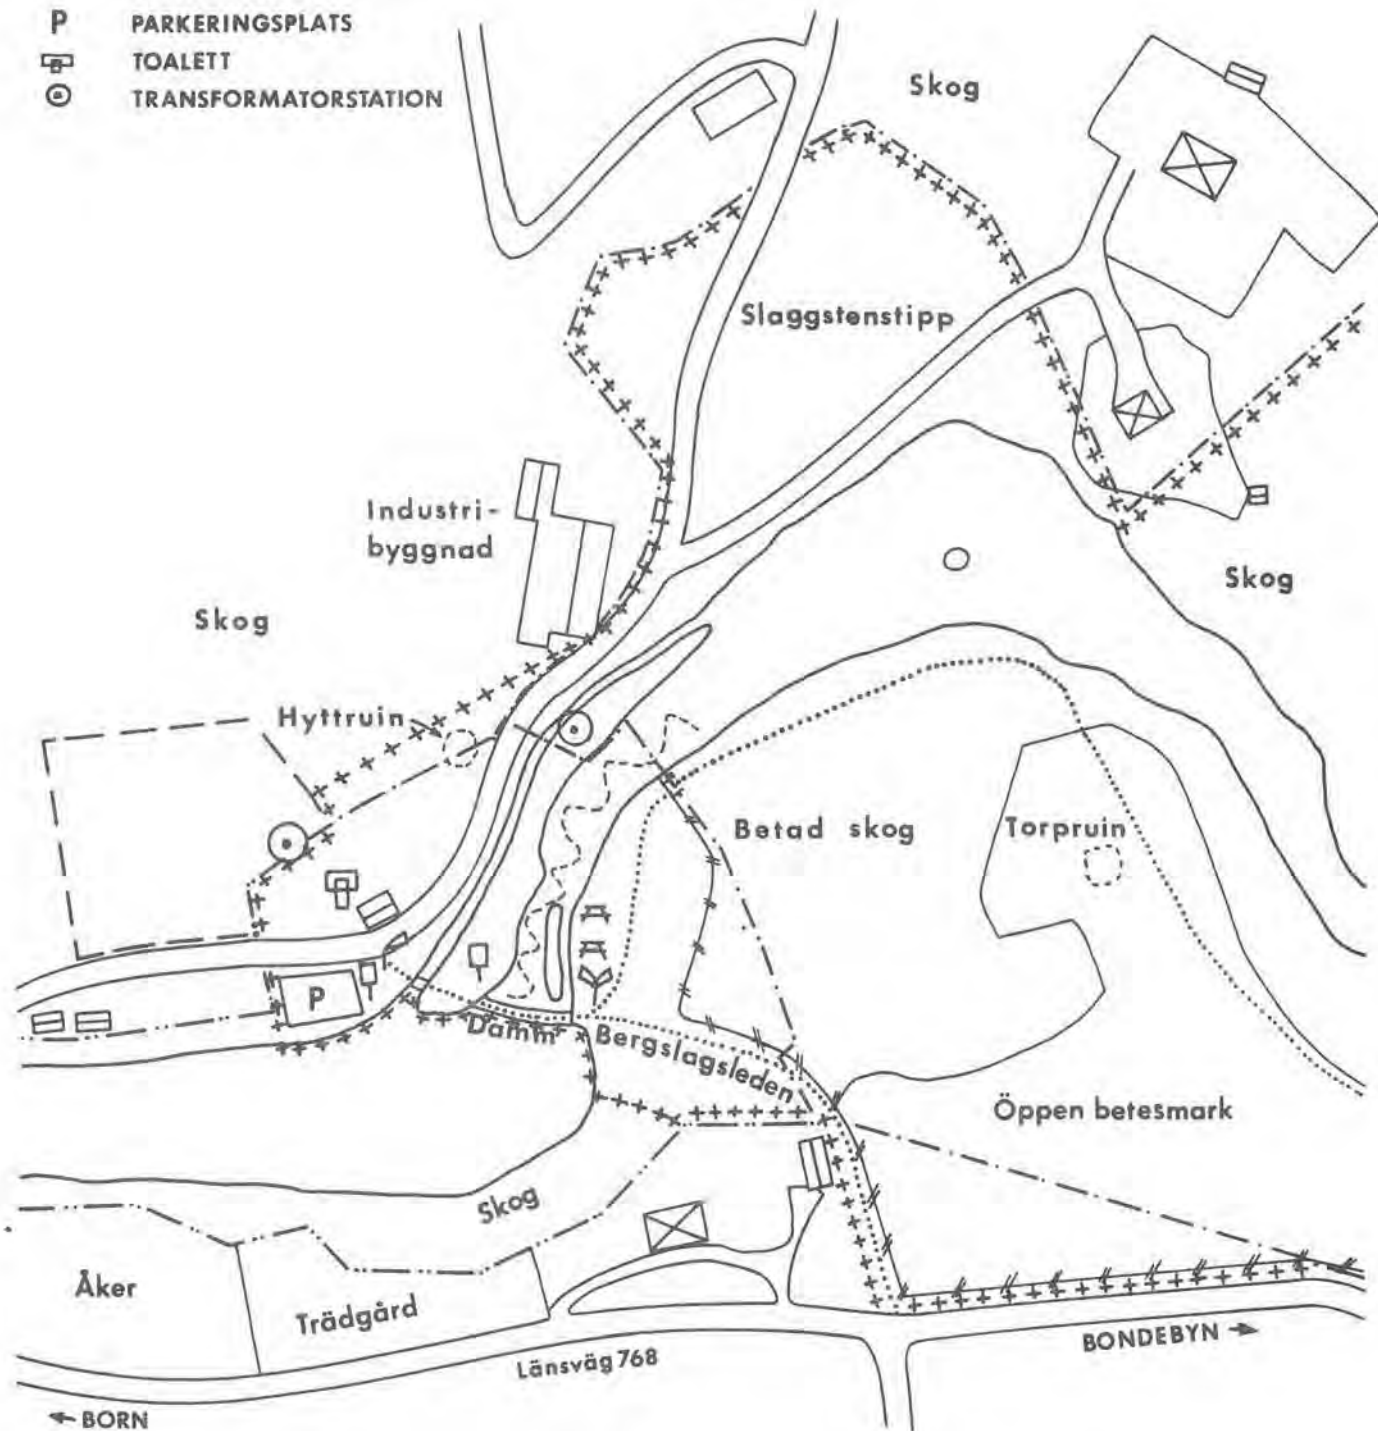 P PARKERINGSPLATS
TOALETT
TRANSFORMATORSTATION
Skog
Slaggstenstipp
Industri-
byggnad
Skog
Skog
Hyttruin
Betad skog
Torpruin
P
Damm
Bergslagsleden
Öppen betesmark
Skog
Åker
Trädgård
Länsväg 768
BONDEBYN
BORN